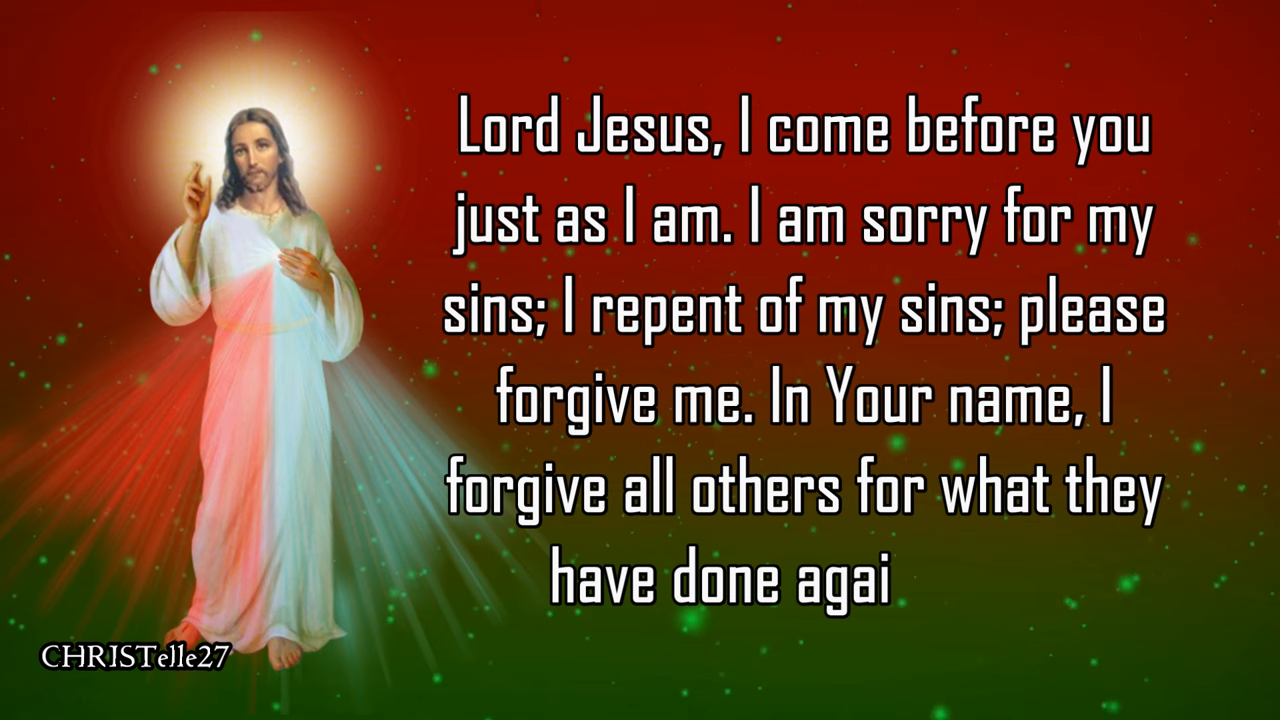 Lord Jesus, I come before you
just as I am. I am sorry for my
sins; I repent of my sins; please
forgive me. In Your name, I
forgive all others for what they
have done agai
CHRISTelle27